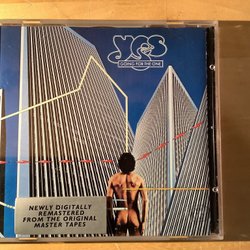 yes
GOING FOR THE ONE
NEWLY DIGITALLY
REMASTERED
FROM THE ORIGINAL
MASTER TAPES